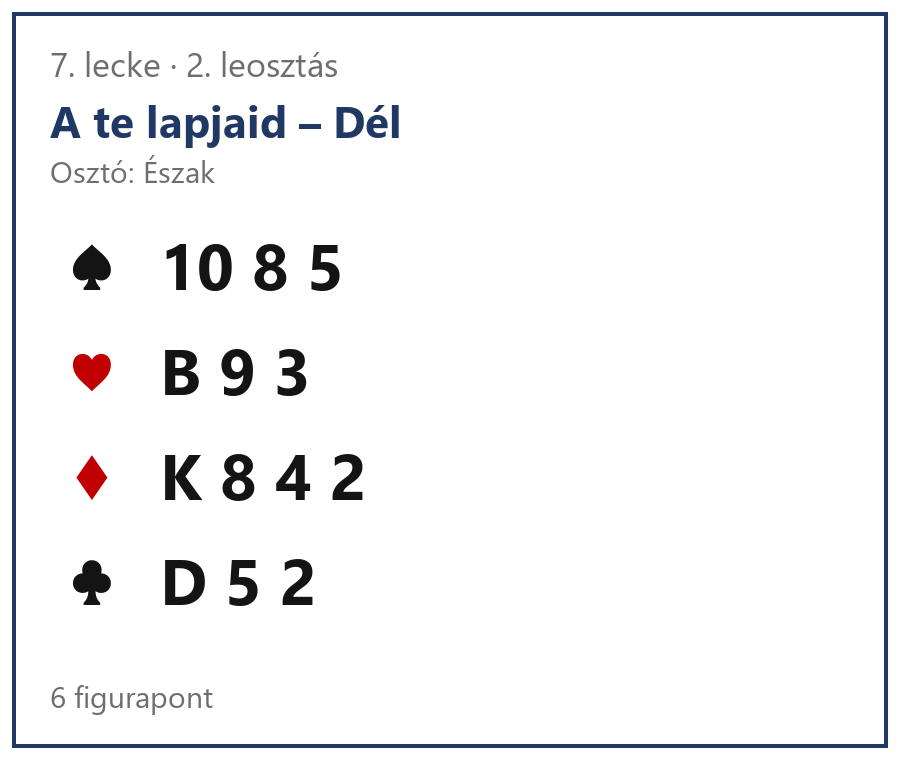 7. lecke · 2. leosztás
A te lapjaid – Dél
Osztó: Észak
♠ 10 8 5
♥ B 9 3
♦ K 8 4 2
♣ D 5 2
6 figurapont